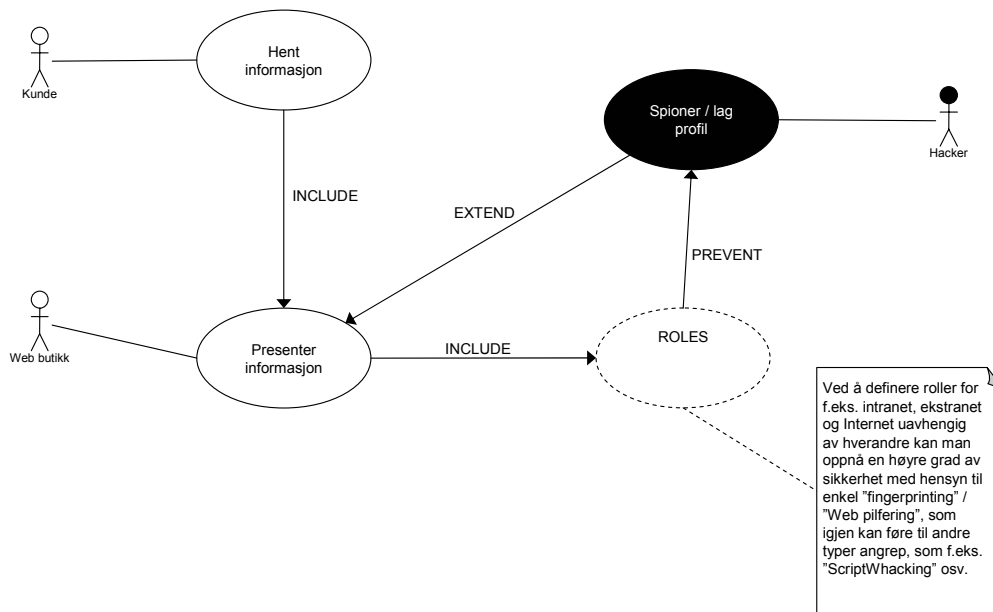 Hent
informasjon
Kunde
Spioner / lag
profil
Hacker
INCLUDE
EXTEND
PREVENT
Web butikk
Presenter
informasjon
INCLUDE
ROLES
Ved å definere roller for
f.eks. intranet, ekstranet
og Internet uavhengig
av hverandre kan man
oppnå en høyre grad av
sikkerhet med hensyn til
enkel ”fingerprinting” /
”Web pilfering”, som
igjen kan føre til andre
typer angrep, som f.eks.
”ScriptWhacking” osv.